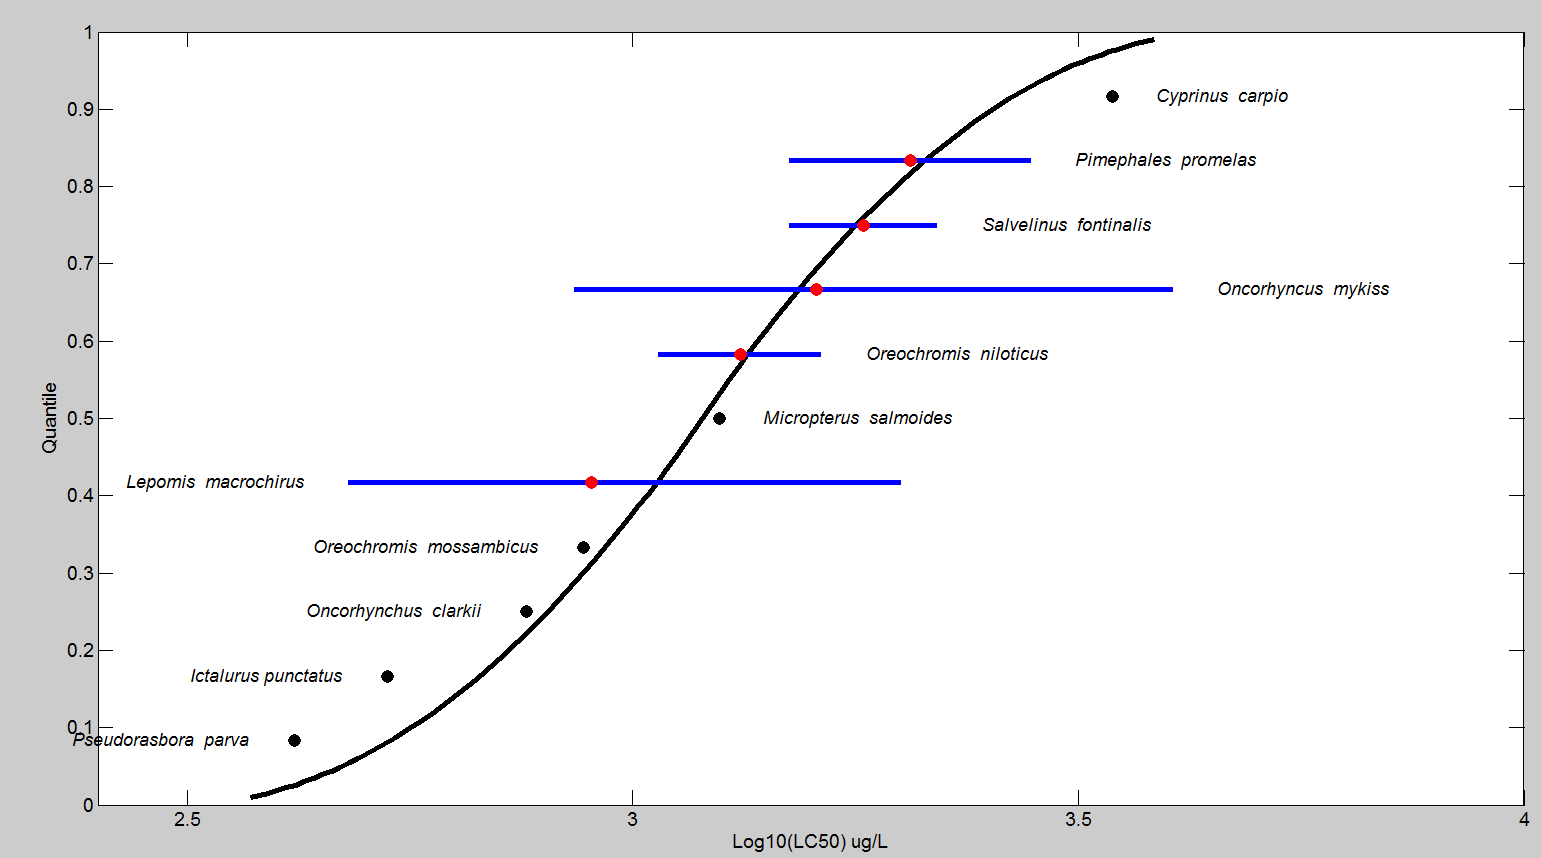 1
Cyprinus carpio
0.9
Pimephales promelas
0.8
Salvelinus fontinalis
0.7
Oncorhyncus mykiss
0.6
Oreochromis niloticus
0.5
Micropterus salmoides
Quantile
Lepomis macrochirus
0.4
Oreochromis mossambicus
0.3
Oncorhynchus clarkii
0.2
Ictalurus punctatus
0.1
Pseudorasbora parva
0
2.5 3 3.5 4
Log10(LC50) ug/L